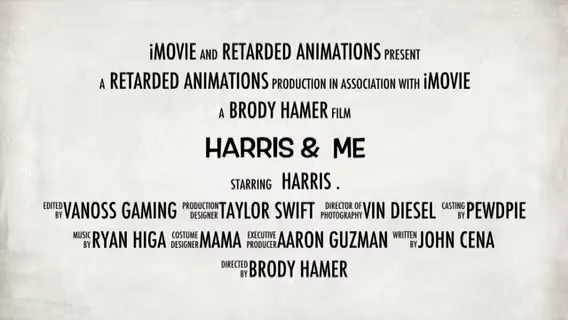 iMOVIE AND RETARDED ANIMATIONS PRESENT
A RETARDED ANIMATIONS PRODUCTION IN ASSOCIATION WITH iMOVIE
A BRODY HAMER FILM
HARRIS & ME
STARRING HARRIS .
EDITED BY VANOSS GAMING PRODUCTION DESIGNER TAYLOR SWIFT DIRECTOR OF PHOTOGRAPHY VIN DIESEL CASTING BY PEWDPIE
MUSIC BY RYAN HIGA COSTUME DESIGNER MAMA EXECUTIVE PRODUCER AARON GUZMAN WRITTEN BY JOHN CENA
DIRECTED BY BRODY HAMER